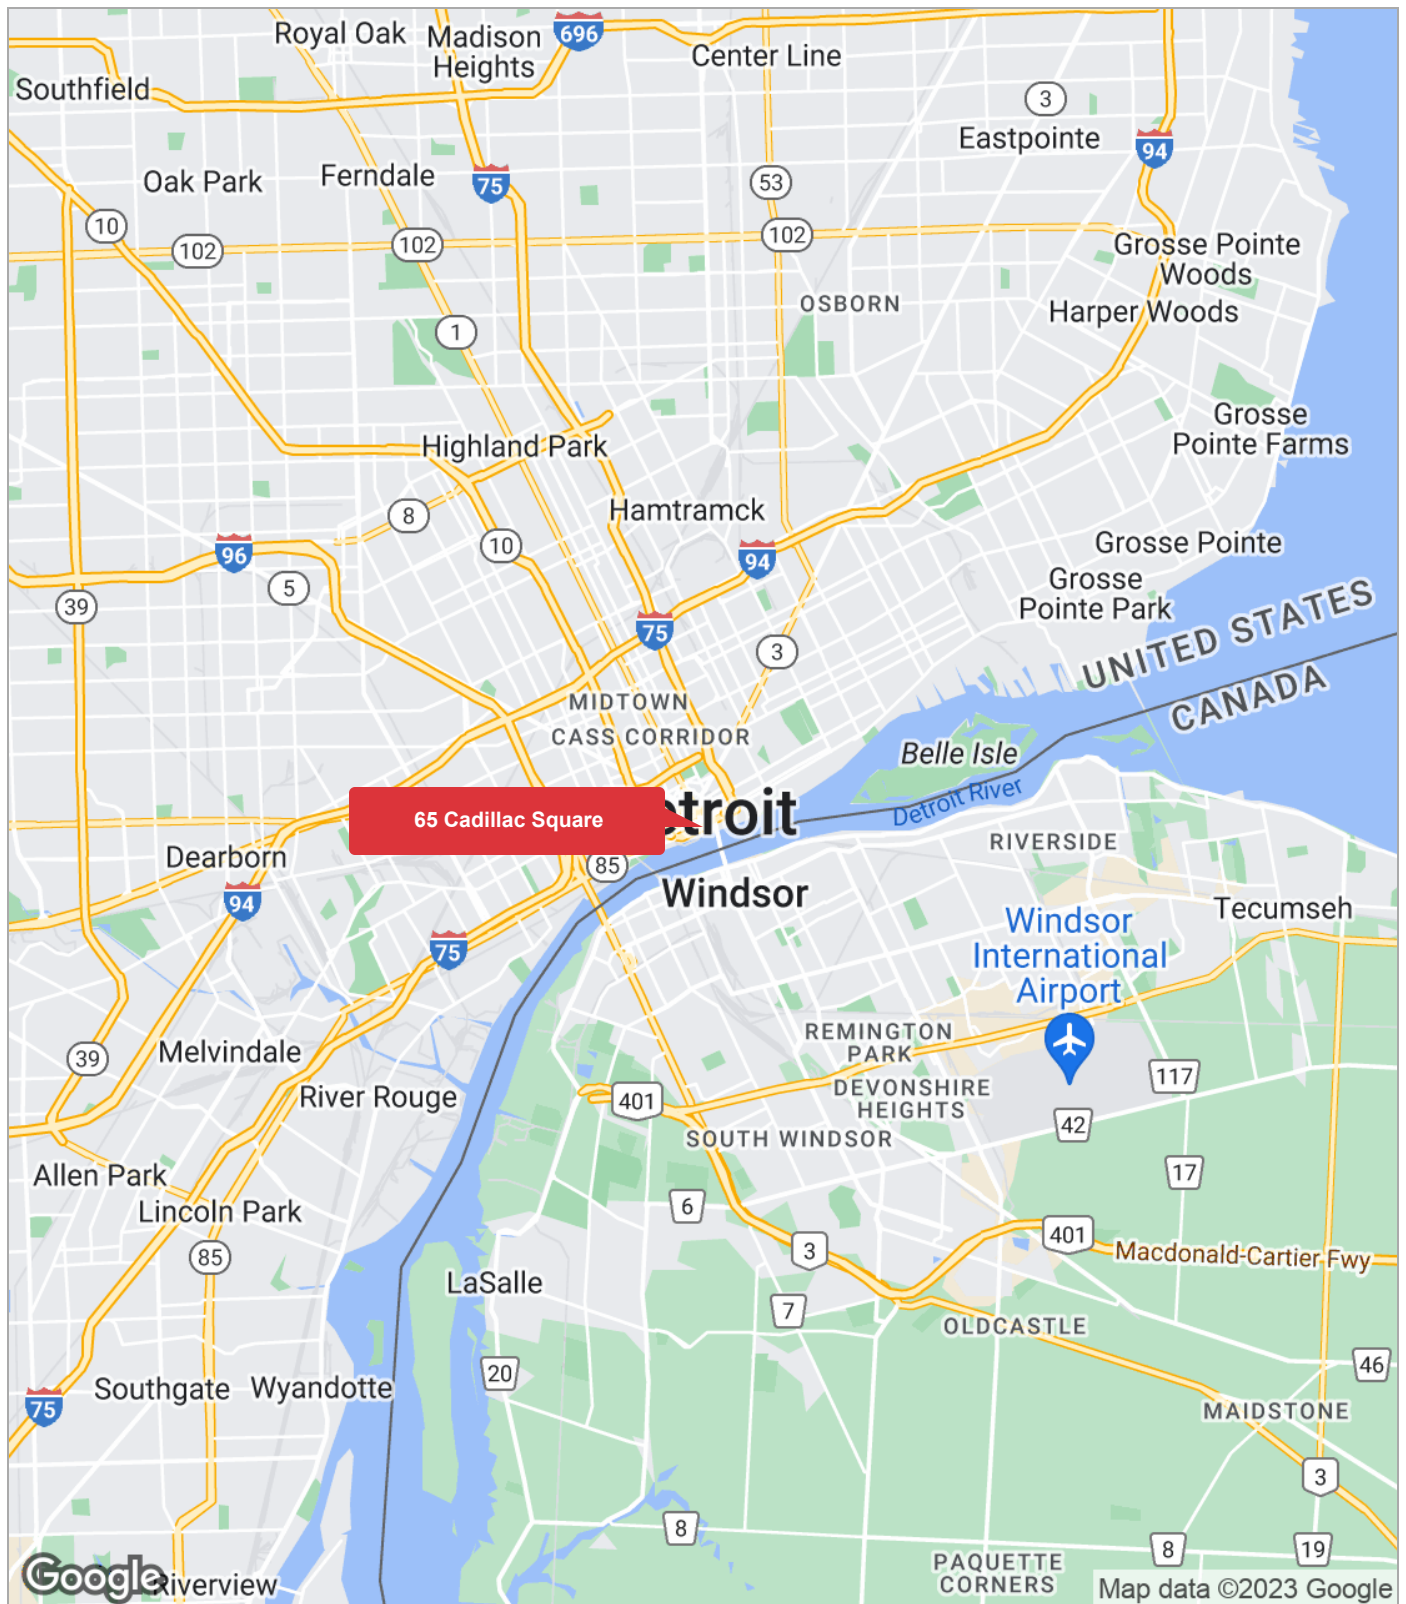 Royal Oak
Madison
Heights
696
Center Line
Southfield
3
Eastpointe
94
Oak Park
Ferndale
75
53
10
102
102
102
Grosse Pointe
Woods
OSBORN
Harper Woods
1
Grosse
Pointe Farms
Highland Park
8
Hamtramck
10
96
94
Grosse Pointe
5
Grosse
Pointe Park
39
75
3
UNITED STATES
CANADA
MIDTOWN
CASS CORRIDOR
Belle Isle
Detroit River
65 Cadillac Square
etroit
RIVERSIDE
Dearborn
85
Windsor
94
Tecumseh
Windsor
International
Airport
75
REMINGTON
PARK
39
Melvindale
DEVONSHIRE
HEIGHTS
117
River Rouge
401
42
SOUTH WINDSOR
Allen Park
17
Lincoln Park
6
85
3
401
Macdonald-Cartier Fwy
LaSalle
7
OLDCASTLE
20
46
Southgate
Wyandotte
75
MAIDSTONE
3
8
8
19
PAQUETTE
CORNERS
Google
Riverview
Map data ©2023 Google